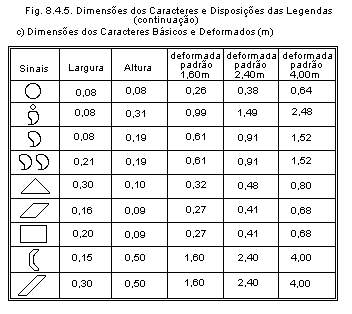 Fig. 8.4.5. Dimensões dos Caracteres e Disposições das Legendas
(continuação)
c) Dimensões dos Caracteres Básicos e Deformados (m)
Sinais Largura Altura deformada padrão 1,60m deformada padrão 2,40m deformada padrão 4,00m
0,08 0,08 0,26 0,38 0,64
0,08 0,31 0,99 1,49 2,48
0,08 0,19 0,61 0,91 1,52
0,21 0,19 0,61 0,91 1,52
0,30 0,10 0,32 0,48 0,80
0,16 0,09 0,27 0,41 0,68
0,20 0,09 0,27 0,41 0,68
0,15 0,50 1,60 2,40 4,00
0,30 0,50 1,60 2,40 4,00